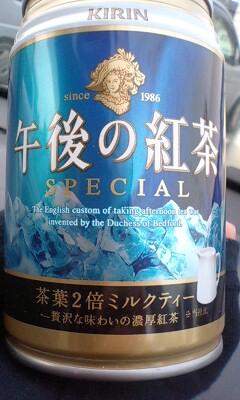 KIRIN
since 1986
午後の紅茶
SPECIAL
The English custom of taking afternoon tea was
invented by the Duchess of Bedford.
茶葉2倍ミルクティー
―贅沢な味わいの濃厚紅茶